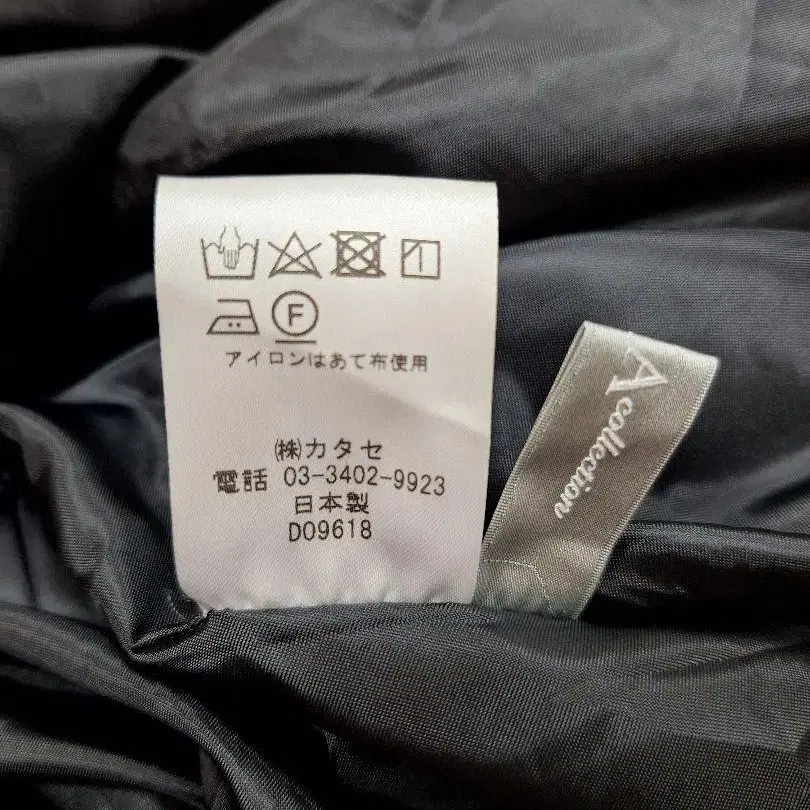 F
アイロンはあて布使用
㈱カタセ
電話 03-3402-9923
日本製
D09618
A collection